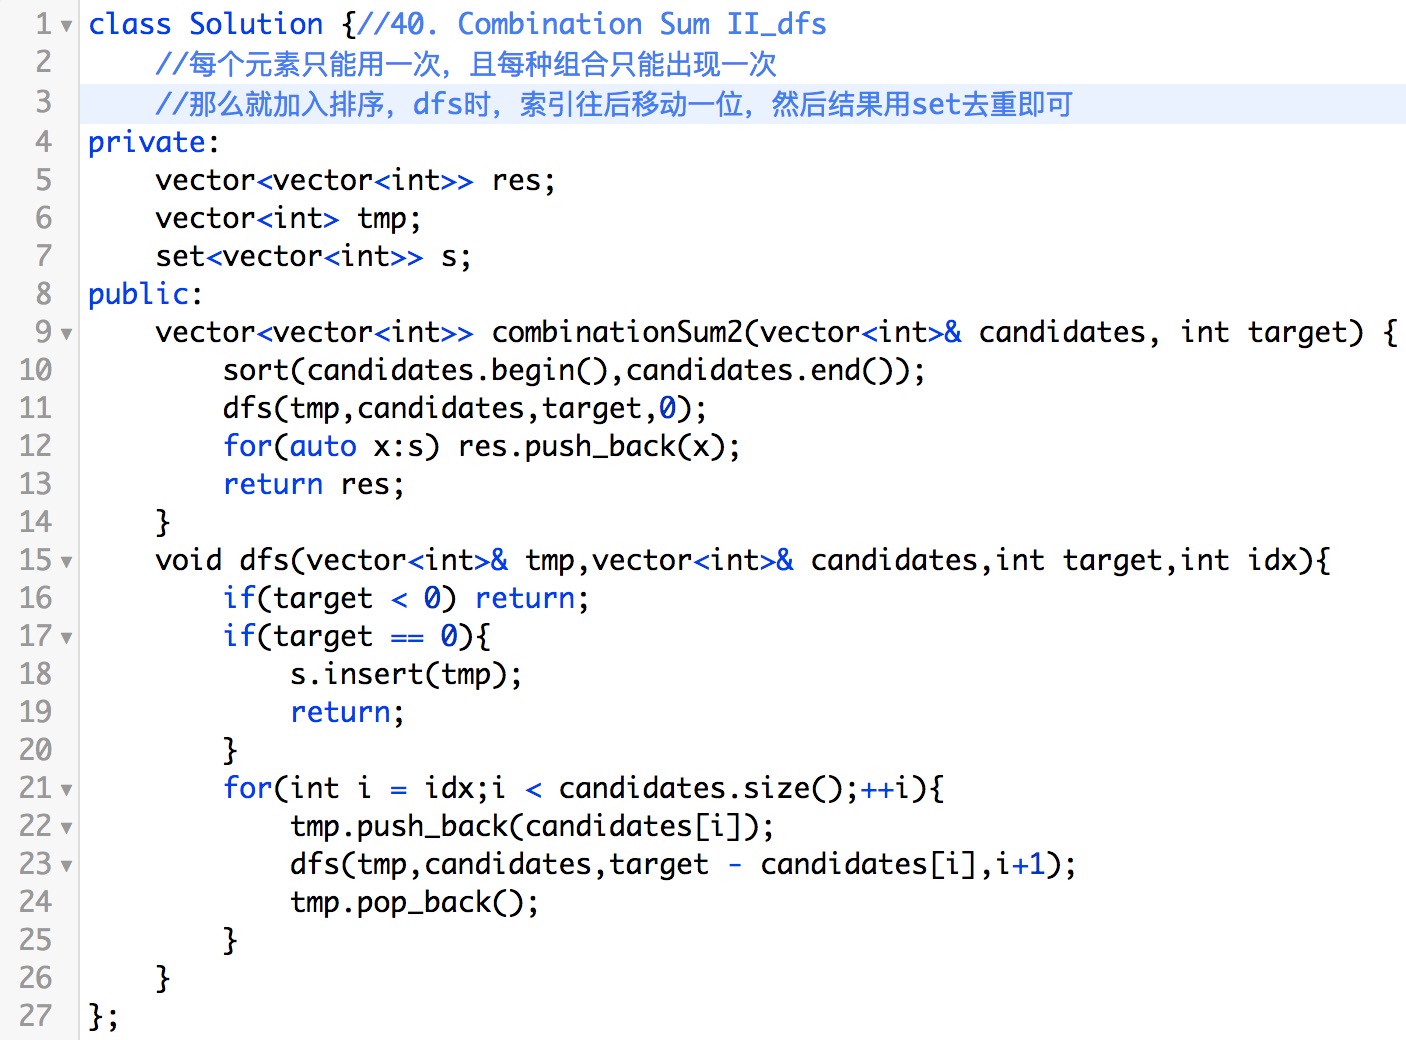 1 class Solution {//40. Combination Sum II_dfs
2     //每个元素只能用一次，且每种组合只能出现一次
3     //那么就加入排序，dfs时，索引往后移动一位，然后结果用set去重即可
4 private:
5     vector<vector<int>> res;
6     vector<int> tmp;
7     set<vector<int>> s;
8 public:
9     vector<vector<int>> combinationSum2(vector<int>& candidates, int target) {
10         sort(candidates.begin(),candidates.end());
11         dfs(tmp,candidates,target,0);
12         for(auto x:s) res.push_back(x);
13         return res;
14     }
15     void dfs(vector<int>& tmp,vector<int>& candidates,int target,int idx){
16         if(target < 0) return;
17         if(target == 0){
18             s.insert(tmp);
19             return;
20         }
21         for(int i = idx;i < candidates.size();++i){
22             tmp.push_back(candidates[i]);
23             dfs(tmp,candidates,target - candidates[i],i+1);
24             tmp.pop_back();
25         }
26     }
27 };